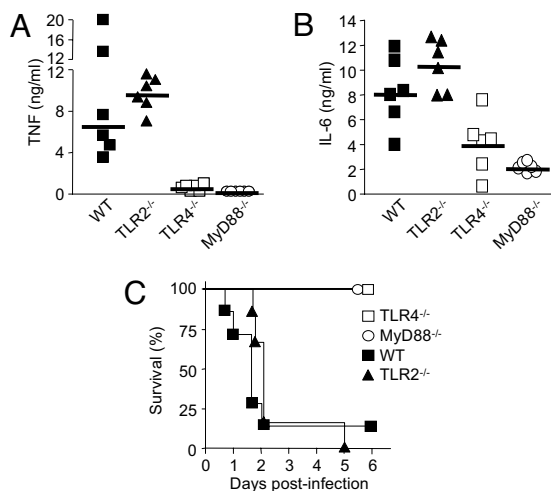 A
B
20
16
12
8
4
0
TNF (ng/ml)
WT
TLR2-/-
TLR4-/-
MyD88-/-
14
12
10
8
6
4
2
0
IL-6 (ng/ml)
WT
TLR2-/-
TLR4-/-
MyD88-/-
C
100
75
50
25
0
Survival (%)
TLR4-/-
MyD88-/-
WT
TLR2-/-
0 1 2 3 4 5 6
Days post-infection